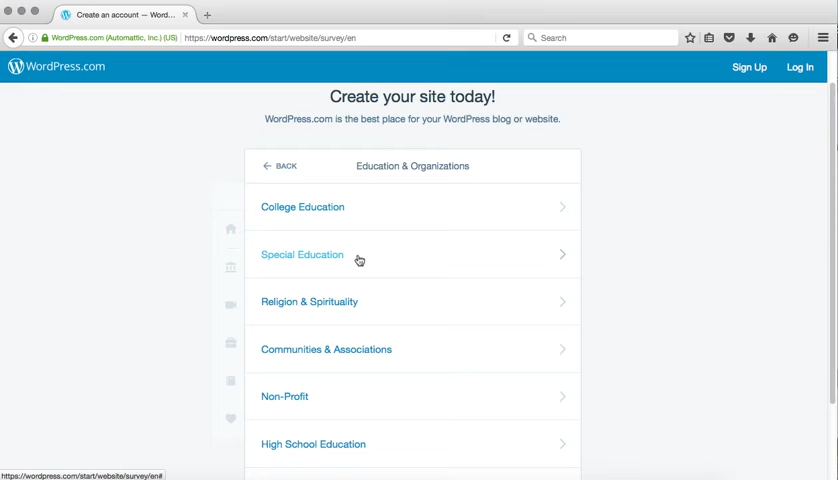 Create an account — Word...
WordPress.com (Automattic, Inc.) (US)
https://wordpress.com/start/website/survey/en
Search
WordPress.com
Sign Up
Log In
Create your site today!
WordPress.com is the best place for your WordPress blog or website.
BACK
Education & Organizations
College Education
Special Education
Religion & Spirituality
Communities & Associations
Non-Profit
High School Education
https://wordpress.com/start/website/survey/en#